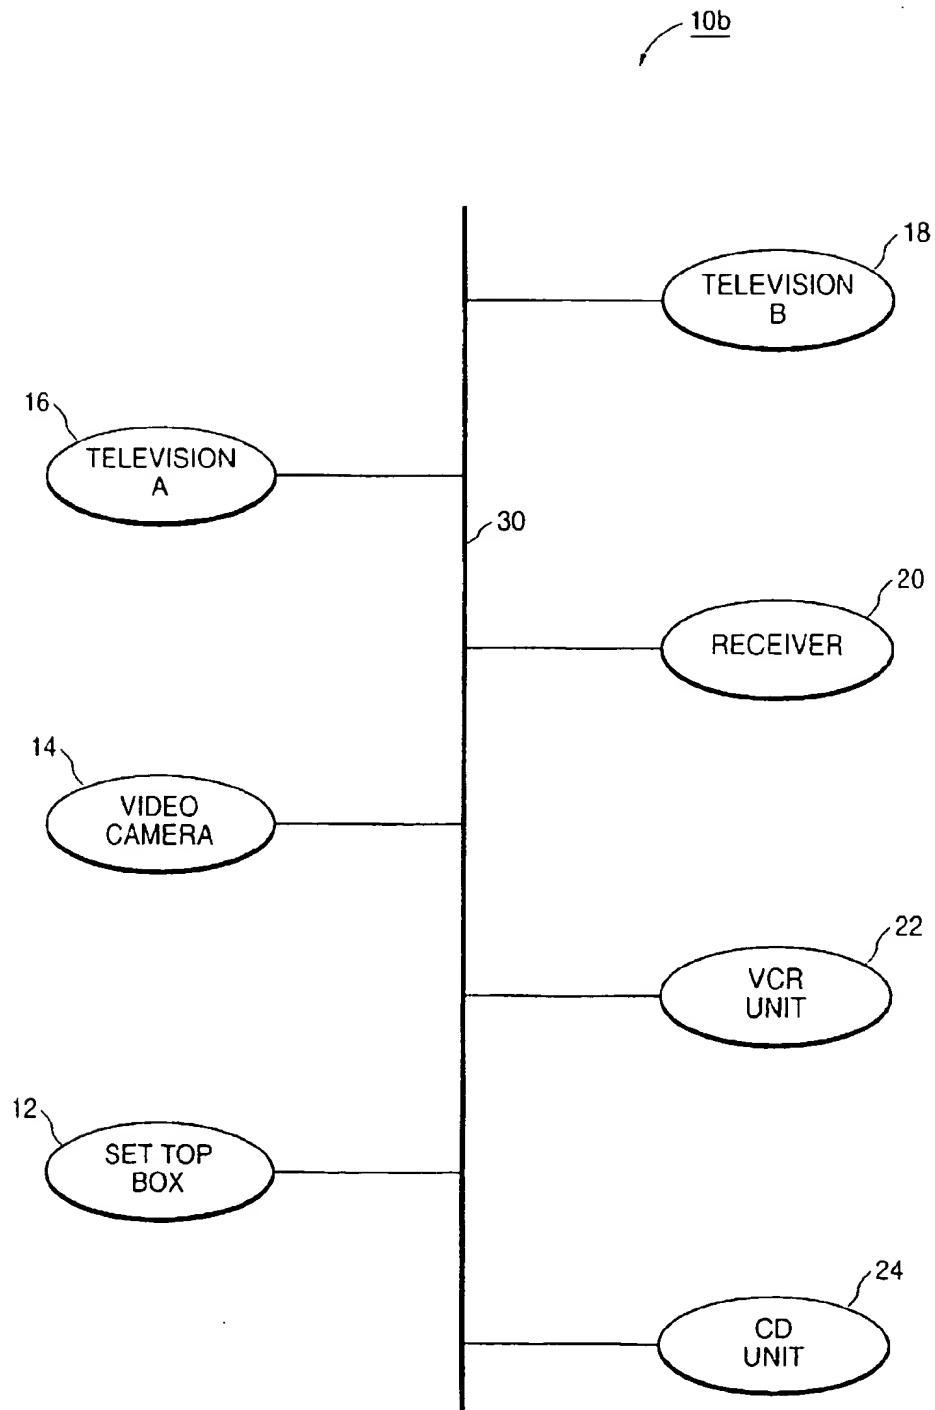 10b
18
TELEVISION
B
16
TELEVISION
A
30
20
RECEIVER
14
VIDEO
CAMERA
22
VCR
UNIT
12
SET TOP
BOX
24
CD
UNIT